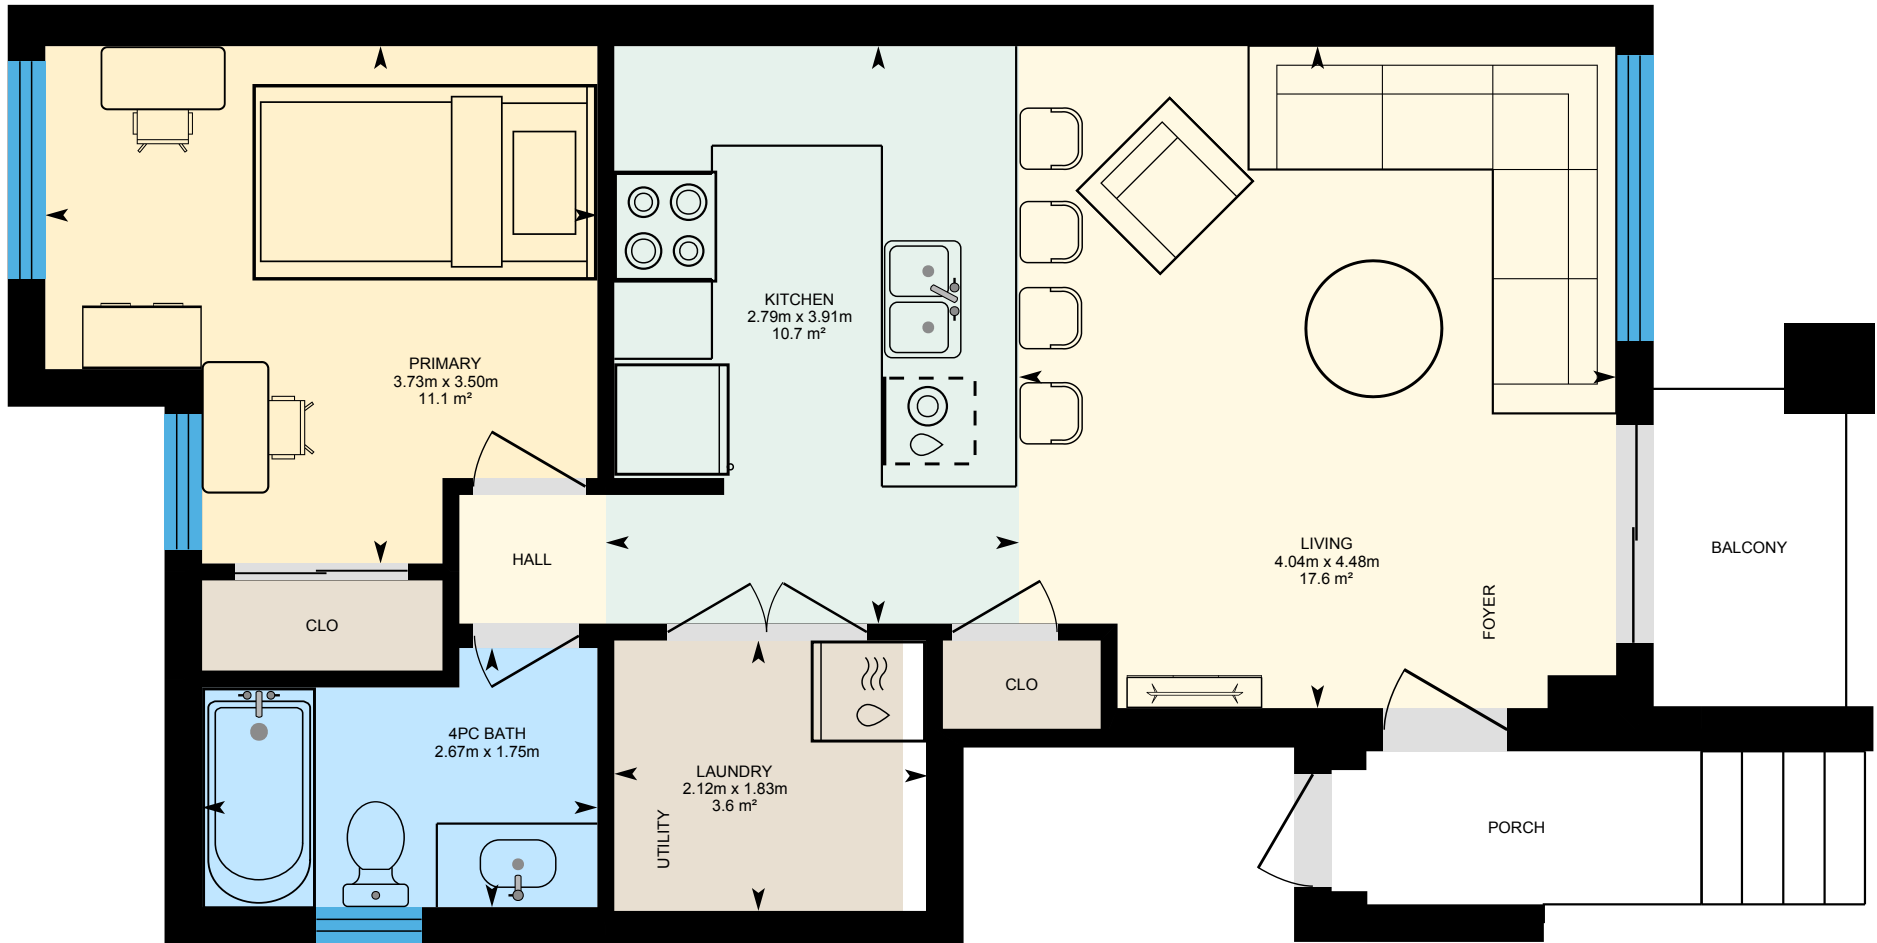 KITCHEN
2.79m x 3.91m
10.7 m²
PRIMARY
3.73m x 3.50m
11.1 m²
HALL
LIVING
4.04m x 4.48m
17.6 m²
FOYER
BALCONY
CLO
CLO
4PC BATH
2.67m x 1.75m
LAUNDRY
2.12m x 1.83m
3.6 m²
UTILITY
PORCH